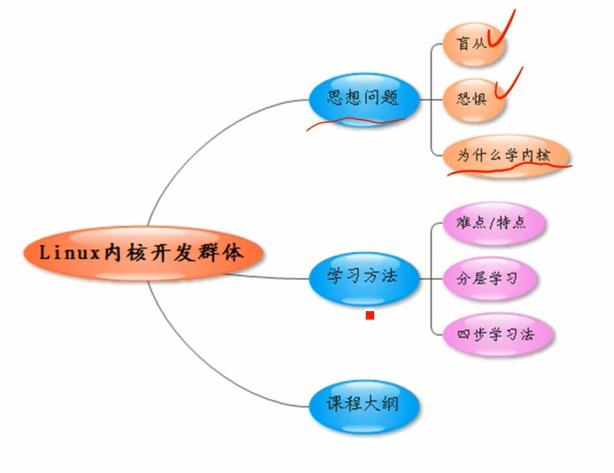 Linux内核开发群体
思想问题
盲从
恐惧
为什么学内核
学习方法
难点/特点
分层学习
四步学习法
课程大纲